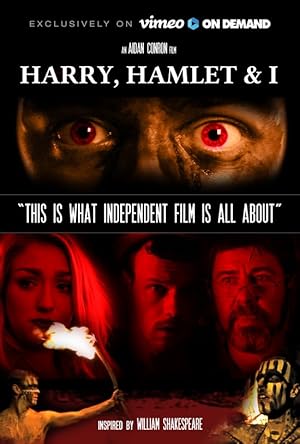 EXCLUSIVELY ON vimeo ON DEMAND
AN AIDAN CONRON FILM
HARRY, HAMLET & I
"THIS IS WHAT INDEPENDENT FILM IS ALL ABOUT"
INSPIRED BY WILLIAM SHAKESPEARE